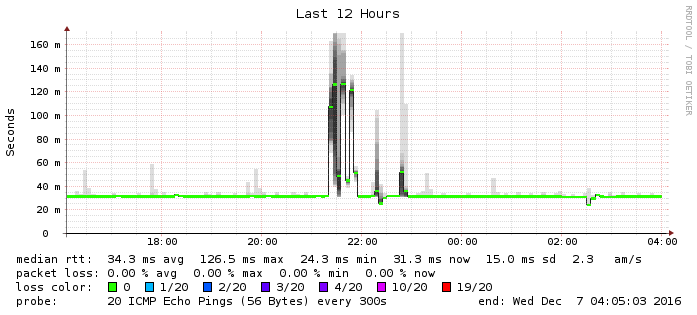 Last 12 Hours
RRDTOOL / TOBI OETIKER
Seconds
160 m
140 m
120 m
100 m
80 m
60 m
40 m
20 m
0
18:00 20:00 22:00 00:00 02:00 04:00
median rtt: 34.3 ms avg 126.5 ms max 24.3 ms min 31.3 ms now 15.0 ms sd 2.3 am/s
packet loss: 0.00 % avg 0.00 % max 0.00 % min 0.00 % now
loss color: 0 1/20 2/20 3/20 4/20 10/20 19/20
probe: 20 ICMP Echo Pings (56 Bytes) every 300s end: Wed Dec 7 04:05:03 2016